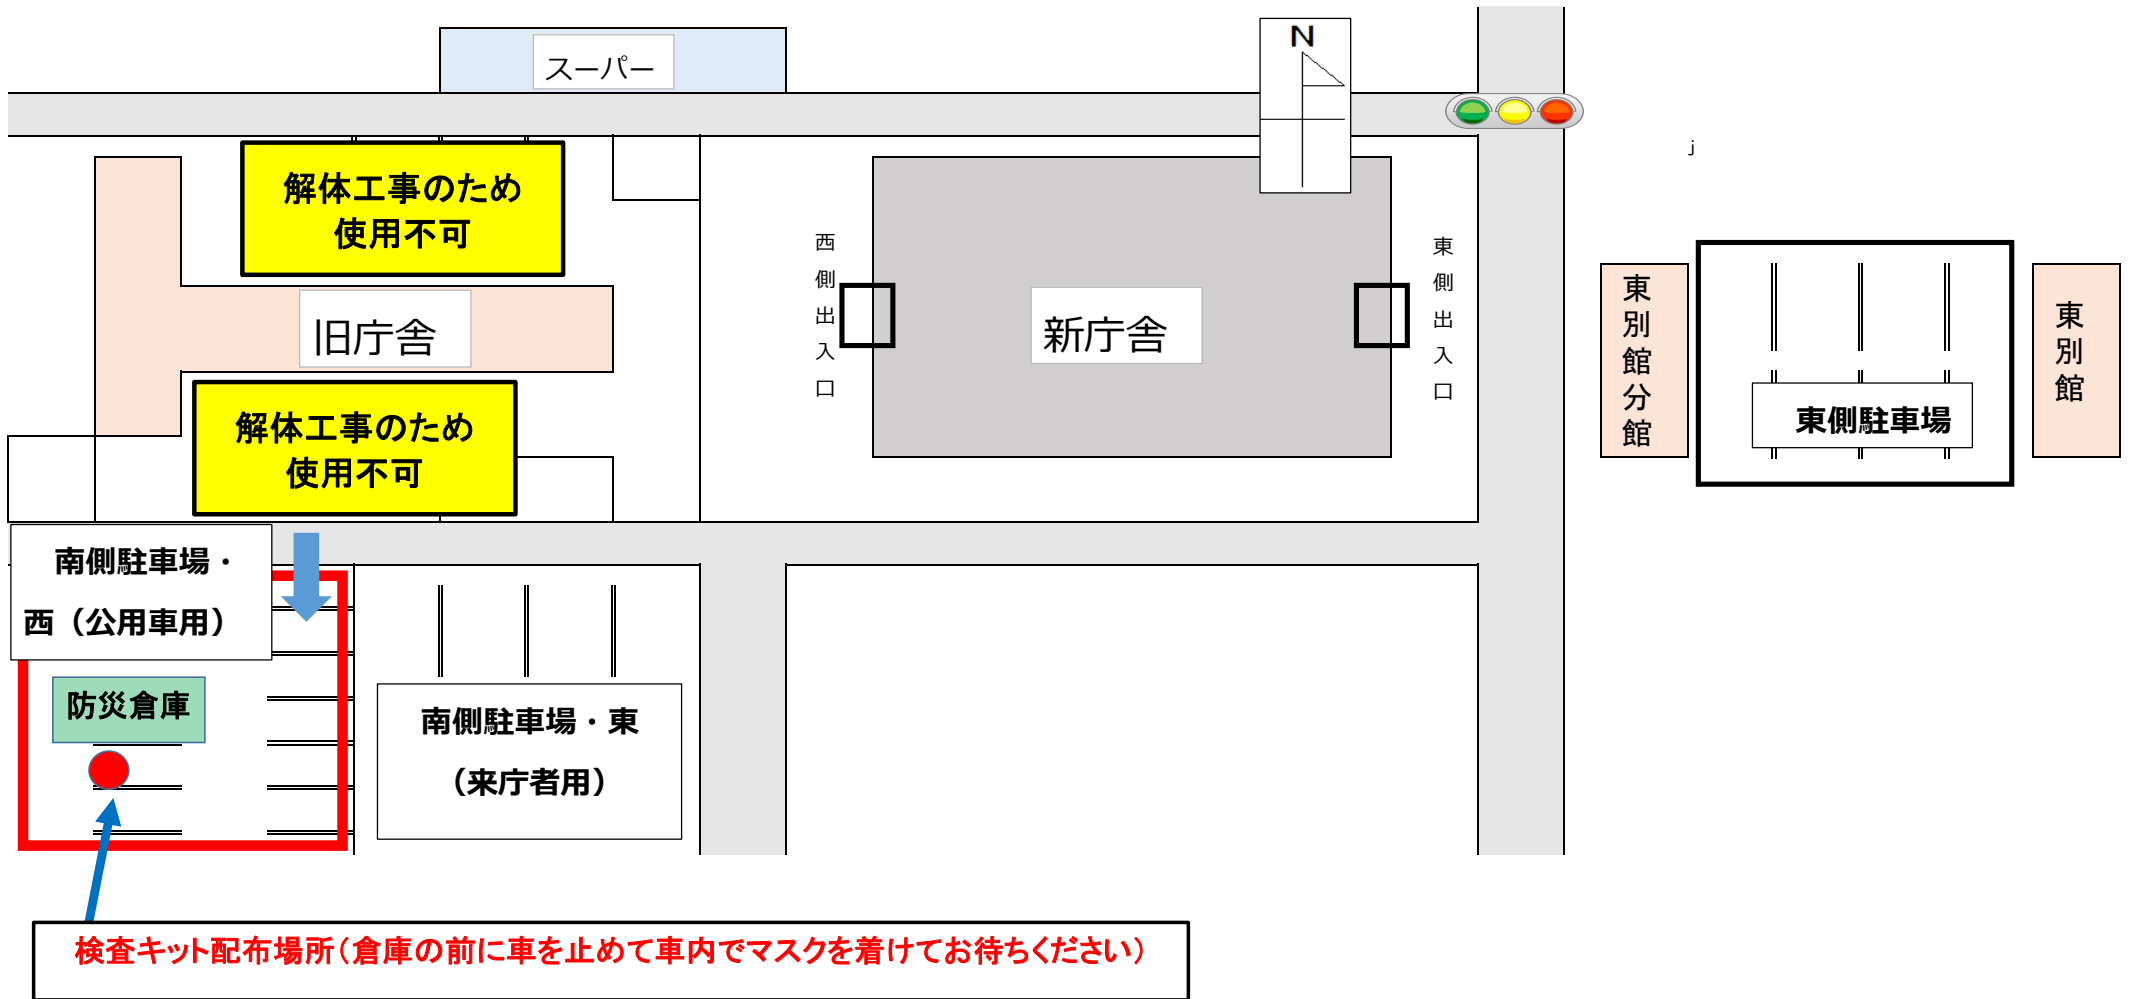 スーパー
N
j
解体工事のため
使用不可
旧庁舎
西側出入口
新庁舎
東側出入口
東別館分館
東側駐車場
東別館
解体工事のため
使用不可
南側駐車場・
西（公用車用）
防災倉庫
南側駐車場・東
（来庁者用）
検査キット配布場所（倉庫の前に車を止めて車内でマスクを着けてお待ちください）